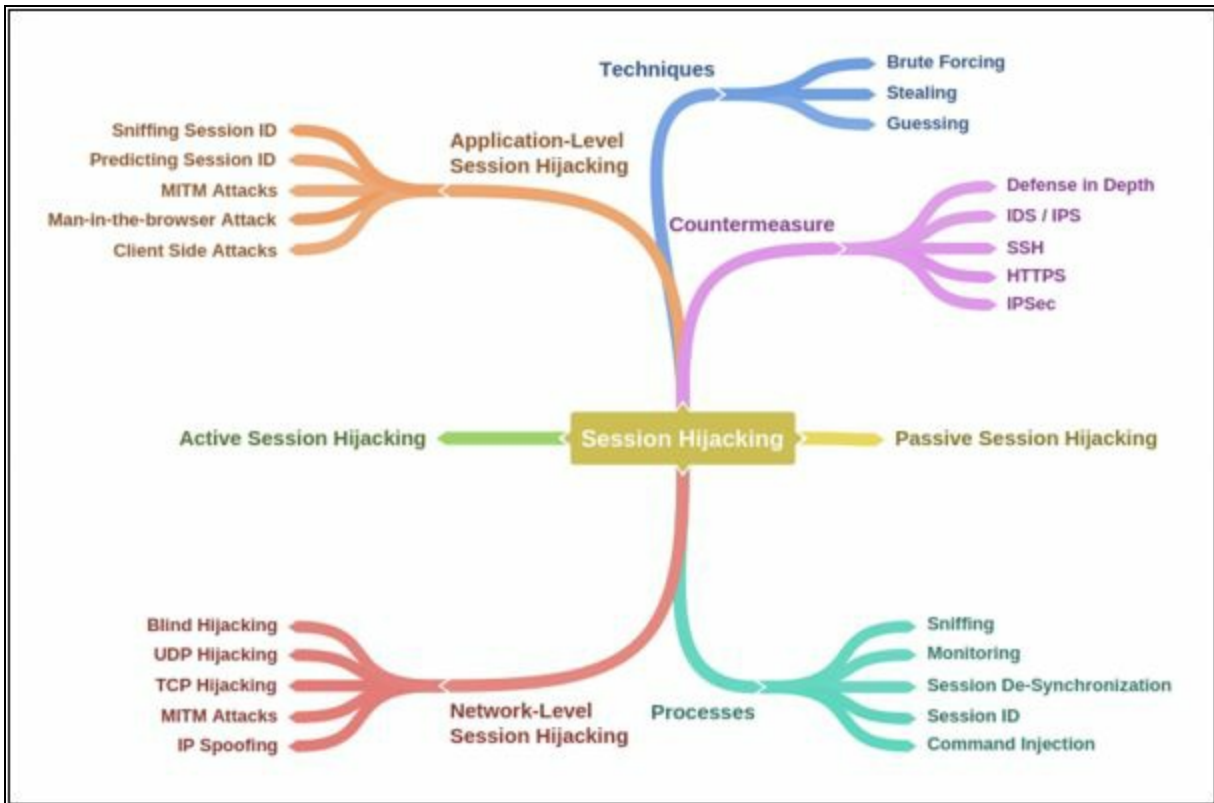 Techniques
Brute Forcing
Stealing
Guessing
Application-Level
Session Hijacking
Sniffing Session ID
Predicting Session ID
MITM Attacks
Man-in-the-browser Attack
Client Side Attacks
Countermeasure
Defense in Depth
IDS / IPS
SSH
HTTPS
IPSec
Active Session Hijacking
Session Hijacking
Passive Session Hijacking
Blind Hijacking
UDP Hijacking
TCP Hijacking
MITM Attacks
IP Spoofing
Network-Level
Session Hijacking
Processes
Sniffing
Monitoring
Session De-Synchronization
Session ID
Command Injection